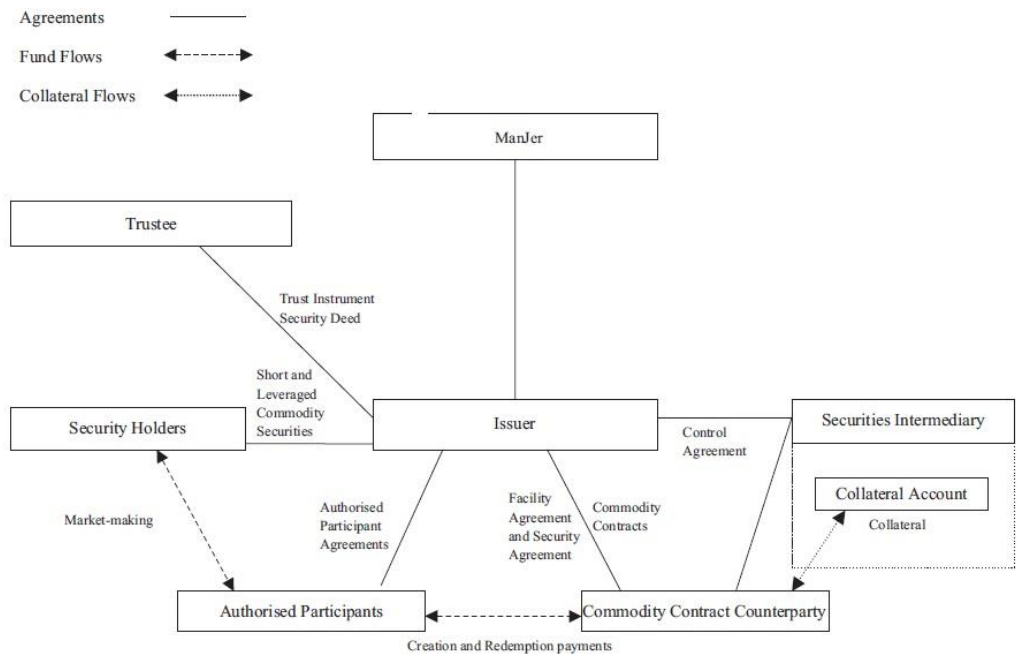 Agreements
Fund Flows
Collateral Flows
ManJer
Trustee
Trust Instrument
Security Deed
Short and
Leveraged
Commodity
Securities
Security Holders
Issuer
Securities Intermediary
Control
Agreement
Collateral Account
Collateral
Market-making
Authorised
Participant
Agreements
Facility
Agreement
and Security
Agreement
Commodity
Contracts
Authorised Participants
Commodity Contract Counterparty
Creation and Redemption payments